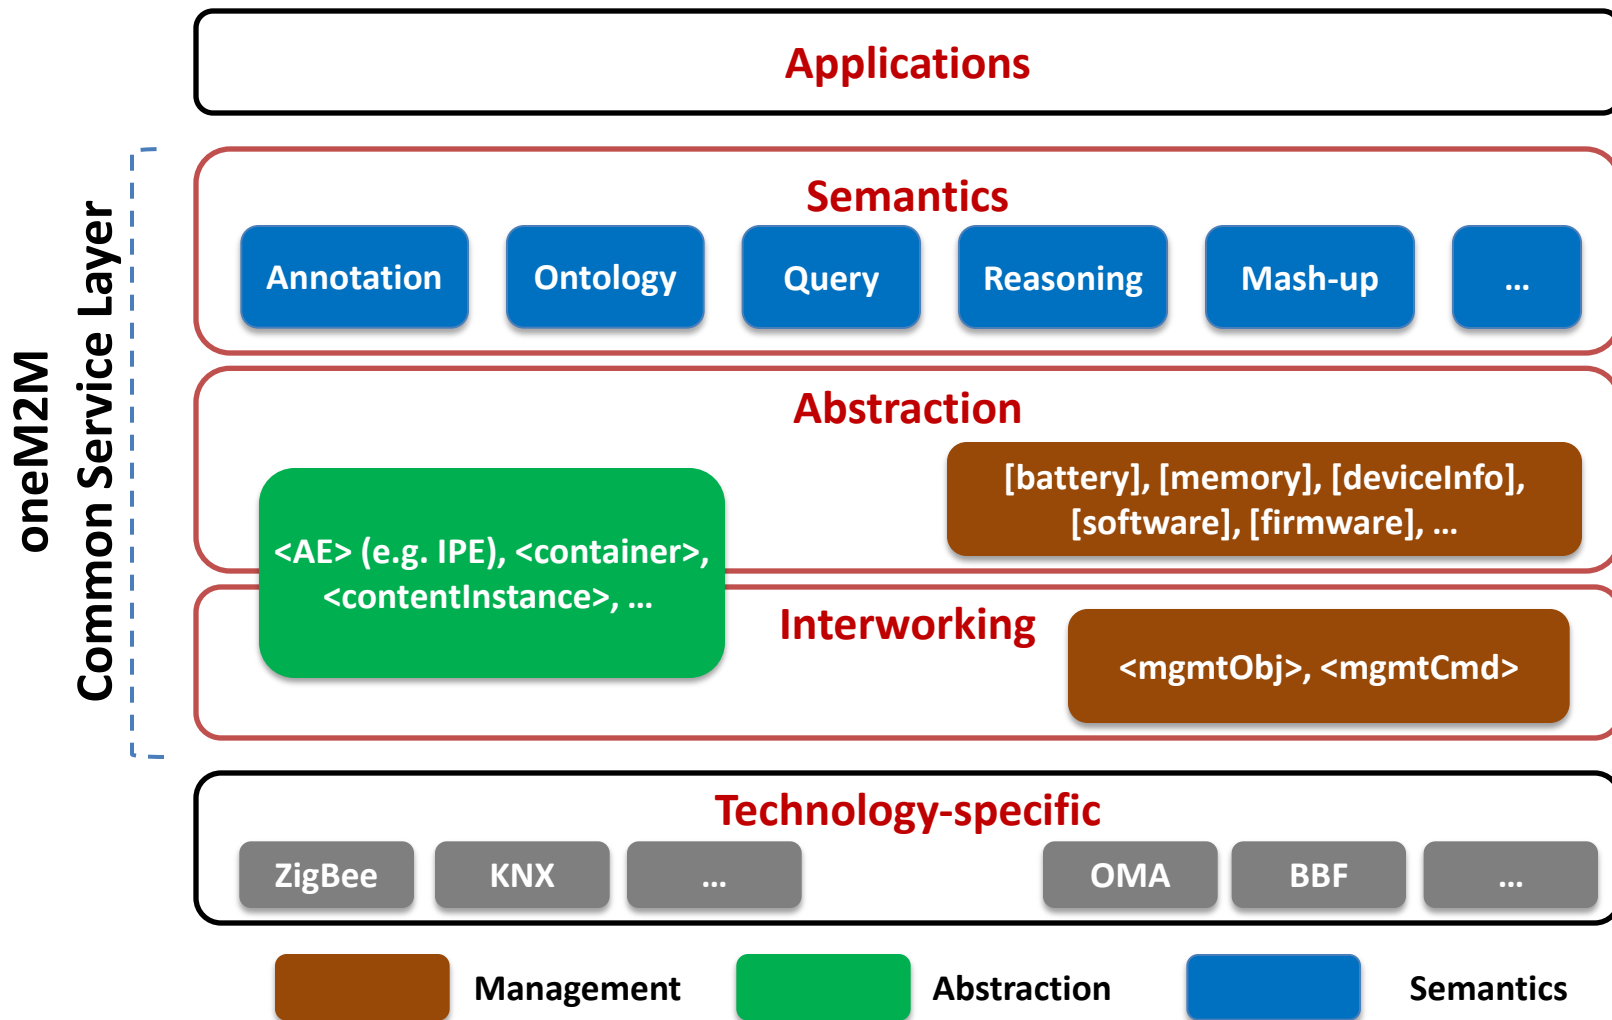 Applications
oneM2M
Common Service Layer
Semantics
Annotation
Ontology
Query
Reasoning
Mash-up
...
Abstraction
[battery], [memory], [deviceInfo],
[software], [firmware], ...
<AE> (e.g. IPE), <container>,
<contentInstance>, ...
Interworking
<mgmtObj>, <mgmtCmd>
Technology-specific
ZigBee
KNX
...
OMA
BBF
...
Management
Abstraction
Semantics